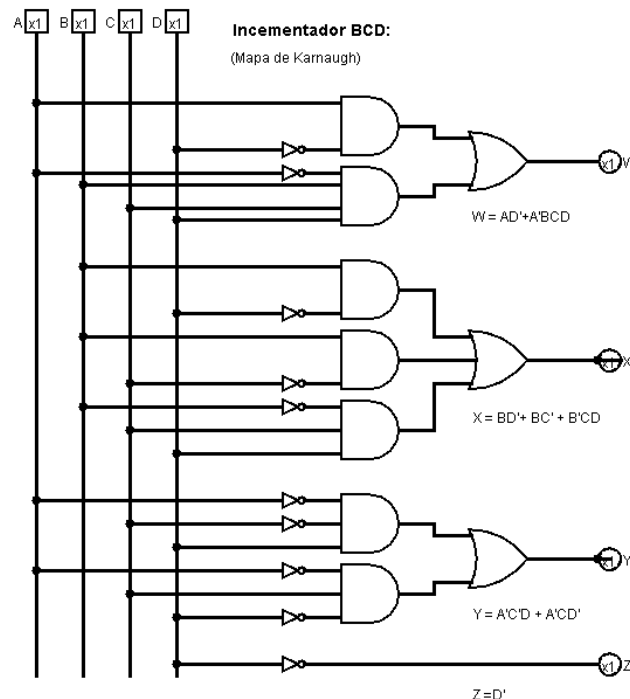 A x1 B x1 C x1 D x1
Incementador BCD:
(Mapa de Karnaugh)
x1 W
W = AD'+A'BCD
x1 X
X = BD'+ BC' + B'CD
x1 Y
Y = A'C'D + A'CD'
x1 Z
Z =D'